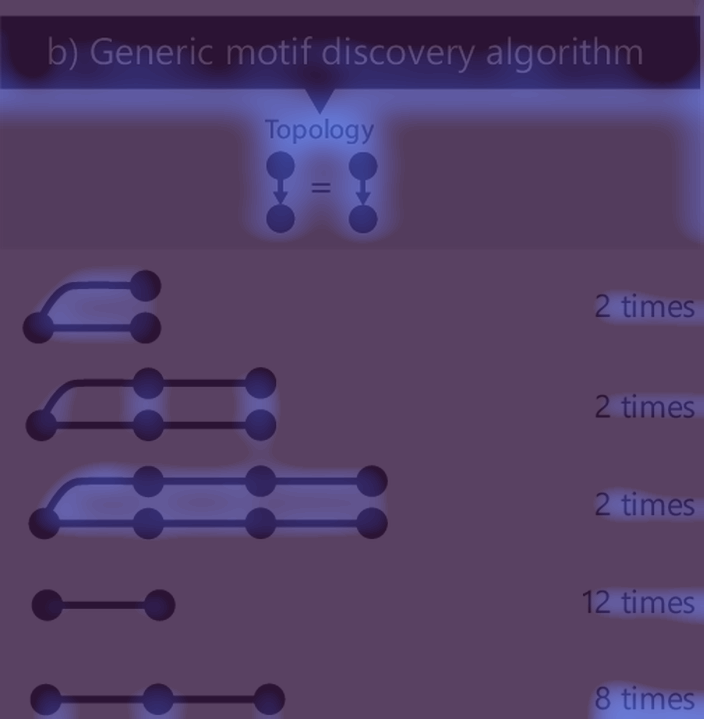 b) Generic motif discovery algorithm
Topology
=
2 times
2 times
2 times
12 times
8 times